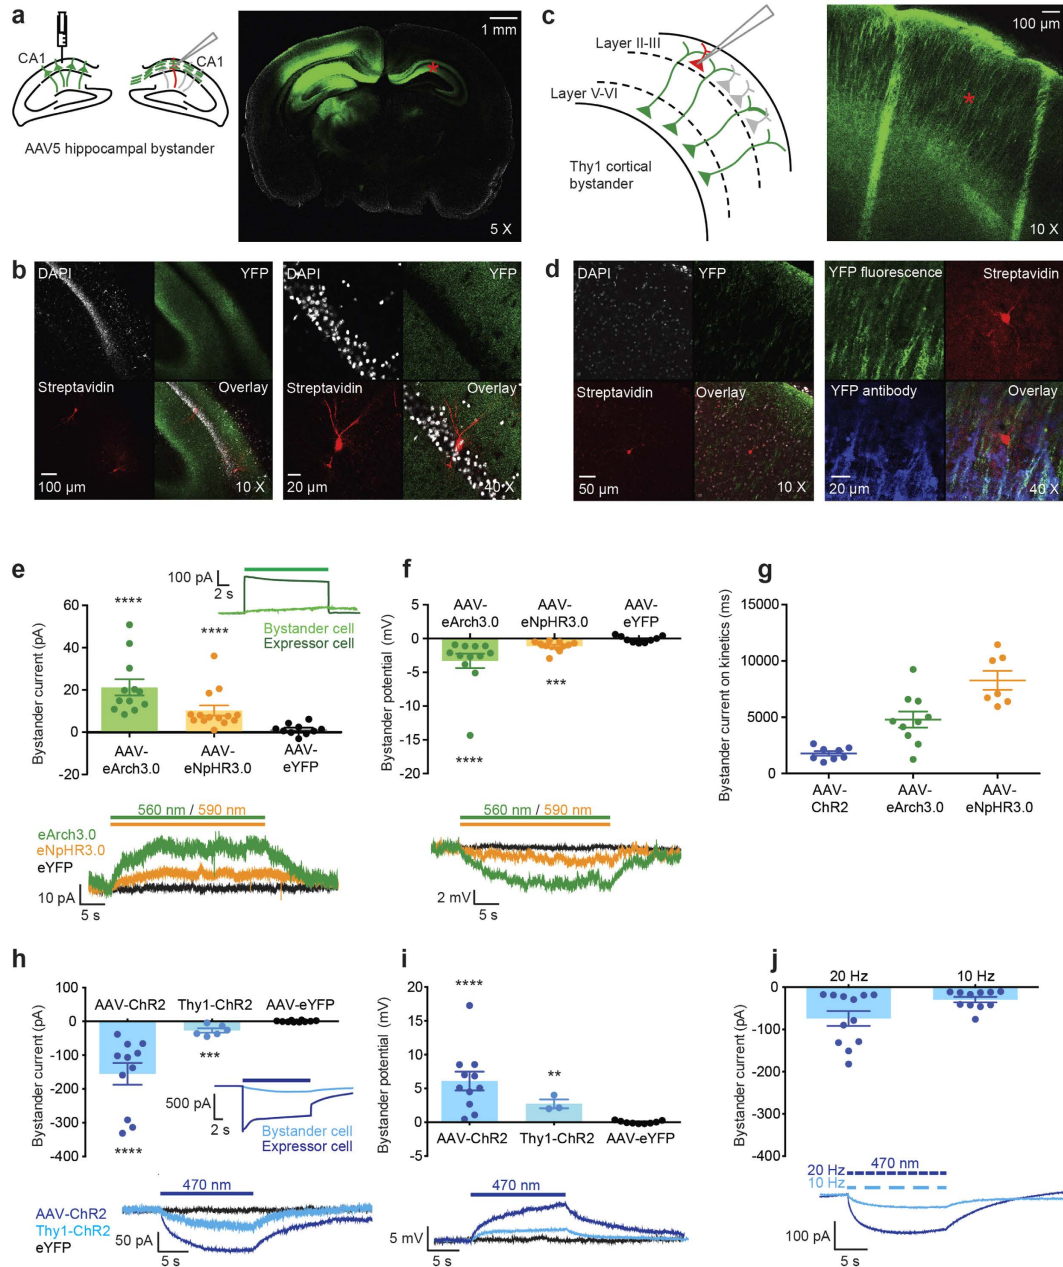 a
CA1
CA1
AAV5 hippocampal bystander
1 mm
*
5 X
c
Layer II-III
Layer V-VI
Thy1 cortical
bystander
100 µm
*
10 X
b
DAPI
YFP
Streptavidin
Overlay
100 µm
10 X
YFP
Overlay
20 µm
40 X
d
DAPI
YFP
Streptavidin
Overlay
50 µm
10 X
YFP fluorescence
Streptavidin
YFP antibody
Overlay
20 µm
40 X
e
Bystander current (pA)
60
40
20
0
-20
****
****
100 pA
2 s
Bystander cell
Expressor cell
AAV-
eArch3.0
AAV-
eNpHR3.0
AAV-
eYFP
560 nm / 590 nm
eArch3.0
eNpHR3.0
eYFP
10 pA
5 s
f
Bystander potential (mV)
5
0
-5
-10
-15
-20
AAV-
eArch3.0
AAV-
eNpHR3.0
AAV-
eYFP
***
****
560 nm / 590 nm
2 mV
5 s
g
Bystander current on kinetics (ms)
15000
10000
5000
0
AAV-
ChR2
AAV-
eArch3.0
AAV-
eNpHR3.0
h
Bystander current (pA)
100
0
-100
-200
-300
-400
AAV-ChR2
Thy1-ChR2
AAV-eYFP
***
****
500 pA
2 s
Bystander cell
Expressor cell
470 nm
AAV-ChR2
Thy1-ChR2
eYFP
50 pA
5 s
i
Bystander potential (mV)
20
15
10
5
0
-5
****
**
AAV-ChR2
Thy1-ChR2
AAV-eYFP
470 nm
5 mV
5 s
j
20 Hz
10 Hz
Bystander current (pA)
0
-100
-200
-300
-400
20 Hz
470 nm
10 Hz
100 pA
5 s